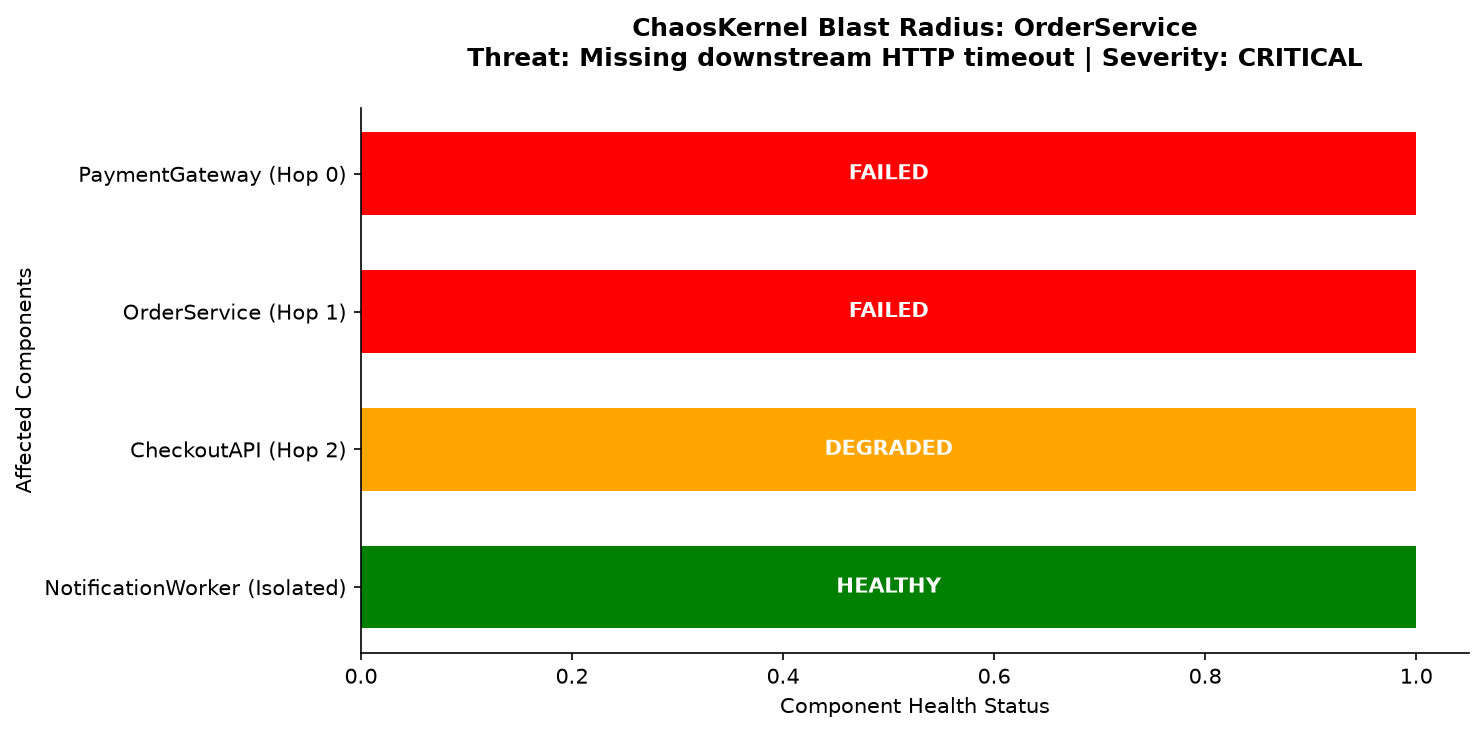 ChaosKernel Blast Radius: OrderService
Threat: Missing downstream HTTP timeout | Severity: CRITICAL
Affected Components
PaymentGateway (Hop 0)
FAILED
OrderService (Hop 1)
FAILED
CheckoutAPI (Hop 2)
DEGRADED
NotificationWorker (Isolated)
HEALTHY
0.0 0.2 0.4 0.6 0.8 1.0
Component Health Status